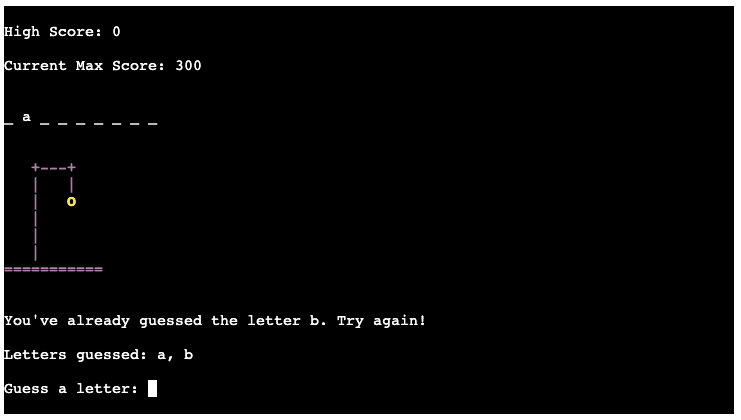 High Score: 0
Current Max Score: 300
_ a _ _ _ _ _ _ _
+---+
|   |
|   o
|
|
|
===========
You've already guessed the letter b. Try again!
Letters guessed: a, b
Guess a letter: